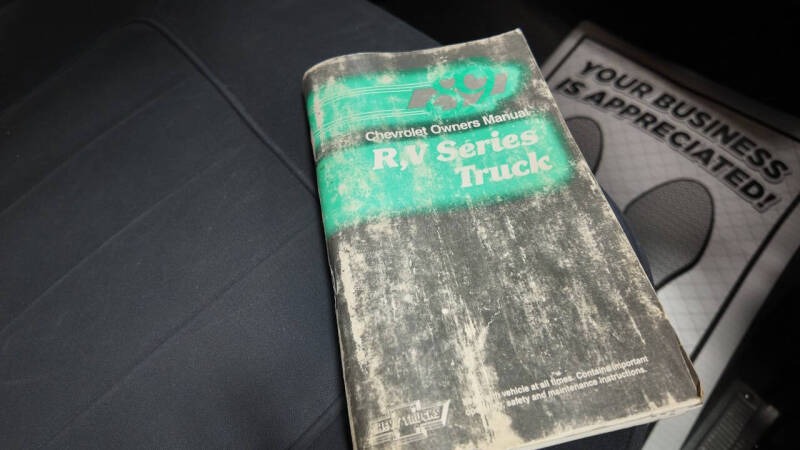 Chevrolet Owners Manual
R,V Series
Truck
vehicle at all times. Contains important
safety and maintenance instructions.
TRUCKS
YOUR BUSINESS
IS APPRECIATED!